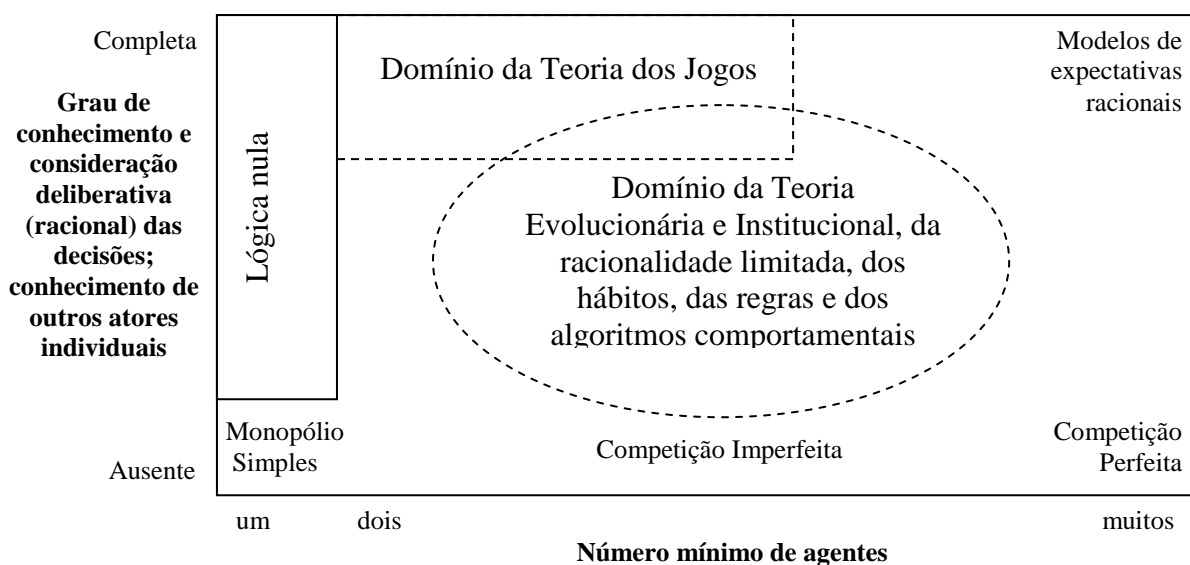 Completa
Grau de
conhecimento e
consideração
deliberativa
(racional) das
decisões;
conhecimento de
outros atores
individuais
Ausente
Lógica nula
Domínio da Teoria dos Jogos
Modelos de
expectativas
racionais
Domínio da Teoria
Evolucionária e Institucional, da
racionalidade limitada, dos
hábitos, das regras e dos
algoritmos comportamentais
Monopólio
Simples
Competição Imperfeita
Competição
Perfeita
um
dois
muitos
Número mínimo de agentes